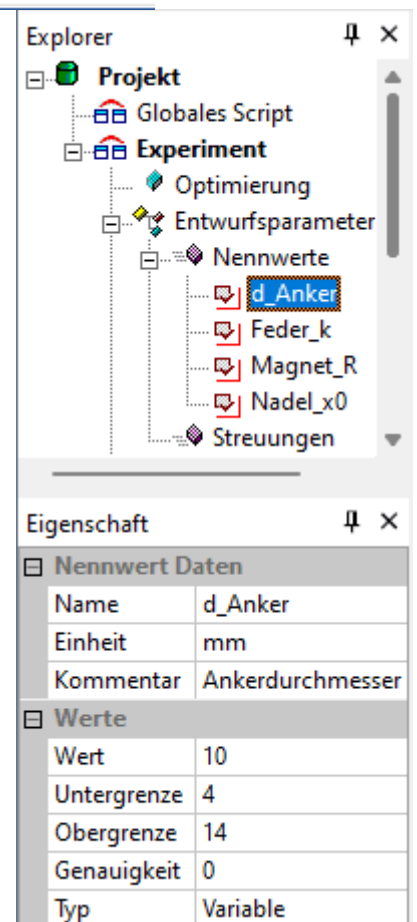 Explorer
Projekt
Globales Script
Experiment
Optimierung
Entwurfsparameter
Nennwerte
d_Anker
Feder_k
Magnet_R
Nadel_x0
Streuungen
Eigenschaft
Nennwert Daten
Name d_Anker
Einheit mm
Kommentar Ankerdurchmesser
Werte
Wert 10
Untergrenze 4
Obergrenze 14
Genauigkeit 0
Typ Variable